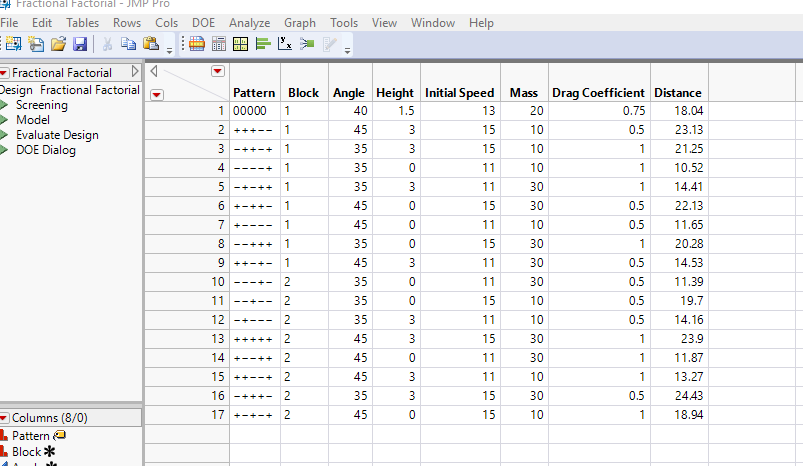 Fractional Factorial - JMP Pro
File Edit Tables Rows Cols DOE Analyze Graph Tools View Window Help
Fractional Factorial
Design Fractional Factorial
Screening
Model
Evaluate Design
DOE Dialog
Pattern Block Angle Height Initial Speed Mass Drag Coefficient Distance
1 00000 1 40 1.5 13 20 0.75 18.04
2 +++−− 1 45 3 15 10 0.5 23.13
3 −++−+ 1 35 3 15 10 1 21.25
4 −−−−+ 1 35 0 11 10 1 10.52
5 −+−++ 1 35 3 11 30 1 14.41
6 +−++− 1 45 0 15 30 0.5 22.13
7 +−−−− 1 45 0 11 10 0.5 11.65
8 −−+++ 1 35 0 15 30 1 20.28
9 ++−+− 1 45 3 11 30 0.5 14.53
10 −−−+− 2 35 0 11 30 0.5 11.39
11 −−+−− 2 35 0 15 10 0.5 19.7
12 −+−−− 2 35 3 11 10 0.5 14.16
13 +++++ 2 45 3 15 30 1 23.9
14 +−−++ 2 45 0 11 30 1 11.87
15 ++−−+ 2 45 3 11 10 1 13.27
16 −+++− 2 35 3 15 30 0.5 24.43
17 +−+−+ 2 45 0 15 10 1 18.94
Columns (8/0)
Pattern
Block